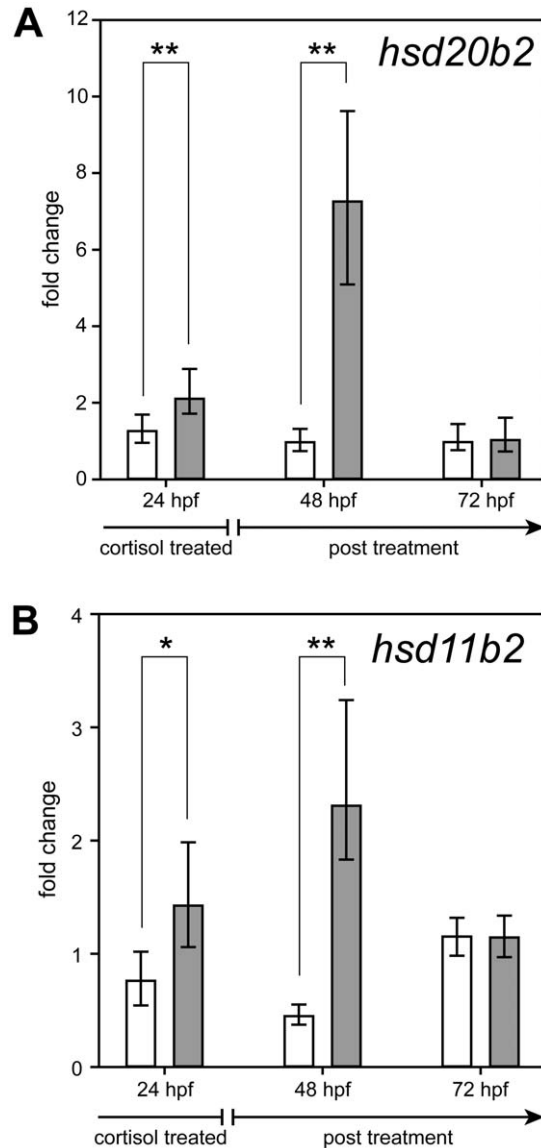 A
12
** **
hsd20b2
10
8
6
4
2
0
fold change
24 hpf 48 hpf 72 hpf
cortisol treated post treatment
B
4
* **
hsd11b2
3
2
1
0
fold change
24 hpf 48 hpf 72 hpf
cortisol treated post treatment